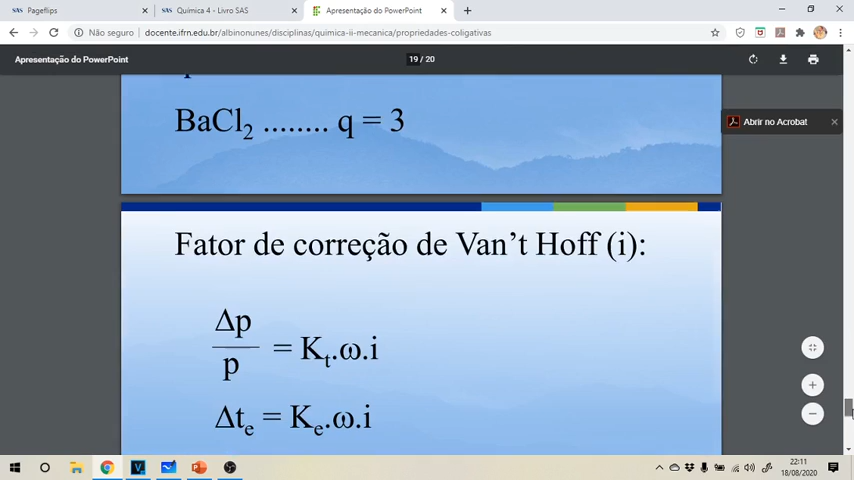 Pageflips
SAS Química 4 - Livro SAS
Apresentação do PowerPoint
Não seguro
docente.ifrn.edu.br/albinonunes/disciplinas/quimica-ii-mecanica/propriedades-coligativas
Apresentação do PowerPoint
19 / 20
Abrir no Acrobat
BaCl₂ ........ q = 3
Fator de correção de Van’t Hoff (i):
Δp
p
= Kt.ω.i
Δte = Ke.ω.i
22:11
18/08/2020